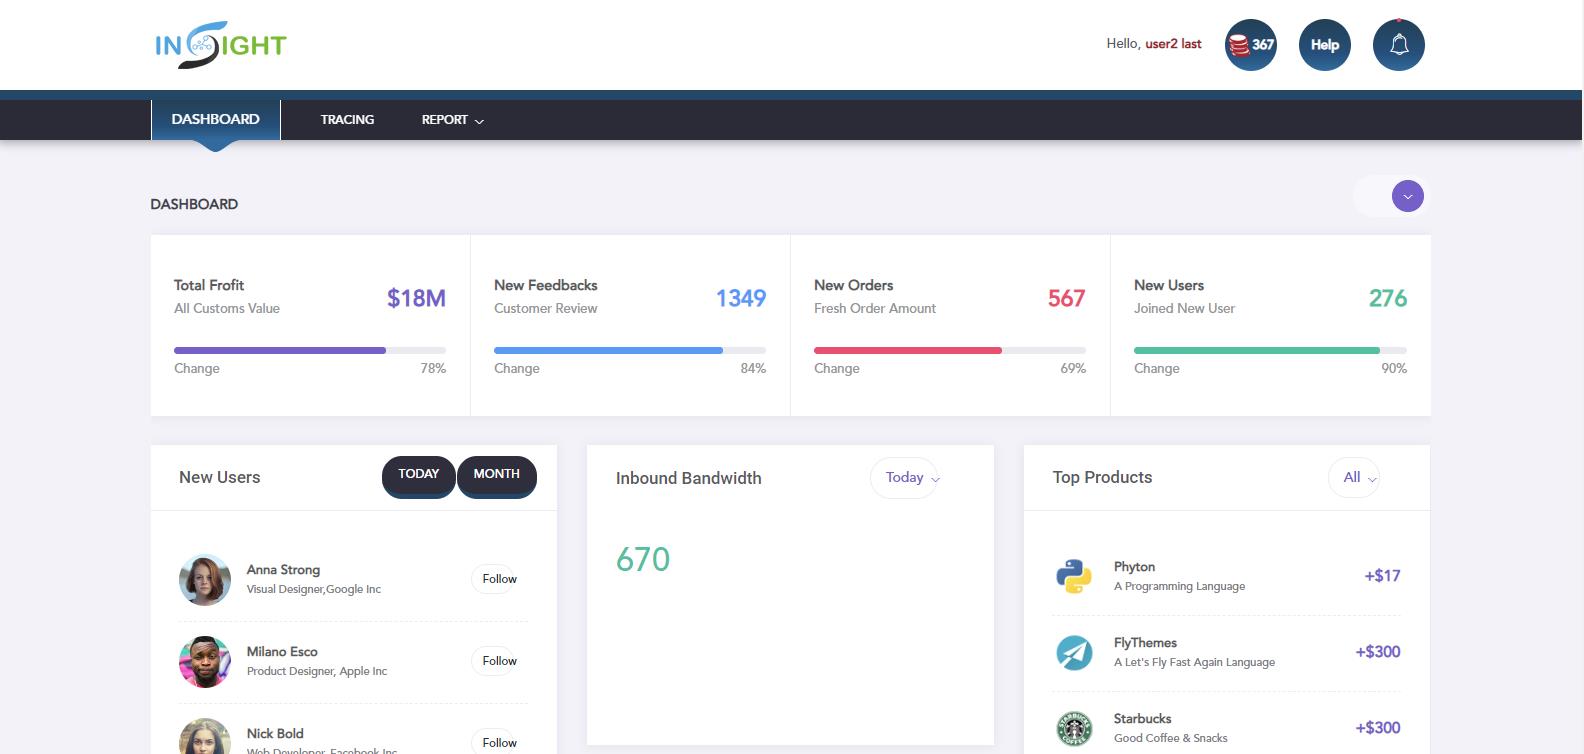 INSIGHT
Hello, user2 last
367
Help
DASHBOARD
TRACING
REPORT
DASHBOARD
Total Frofit
All Customs Value
$18M
Change
78%
New Feedbacks
Customer Review
1349
Change
84%
New Orders
Fresh Order Amount
567
Change
69%
New Users
Joined New User
276
Change
90%
New Users
TODAY
MONTH
Anna Strong
Visual Designer,Google Inc
Follow
Milano Esco
Product Designer, Apple Inc
Follow
Nick Bold
Web Developer, Facebook Inc
Follow
Inbound Bandwidth
Today
670
Top Products
All
Phyton
A Programming Language
+$17
FlyThemes
A Let's Fly Fast Again Language
+$300
Starbucks
Good Coffee & Snacks
+$300